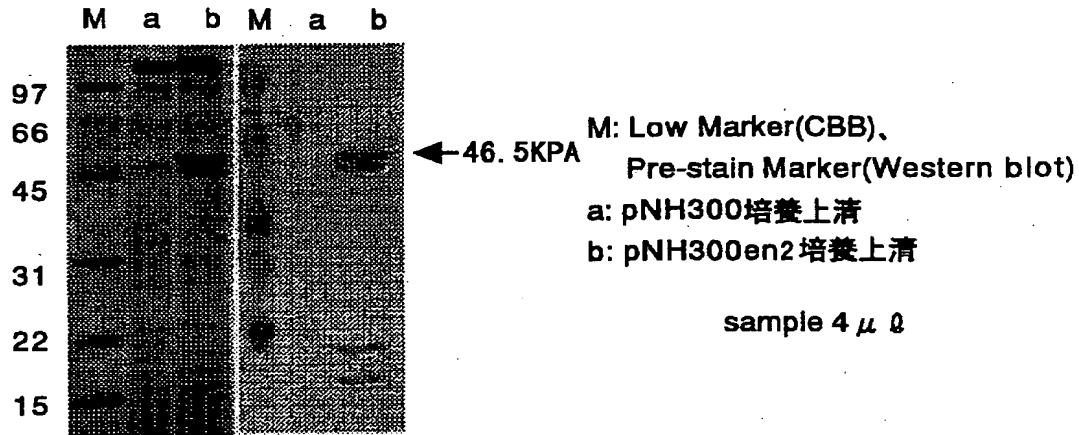 M a b M a b
97
66
45
31
22
15
46.5KPA
M: Low Marker(CBB)、
Pre-stain Marker(Western blot)
a: pNH300培養上清
b: pNH300en2培養上清
sample 4 μℓ